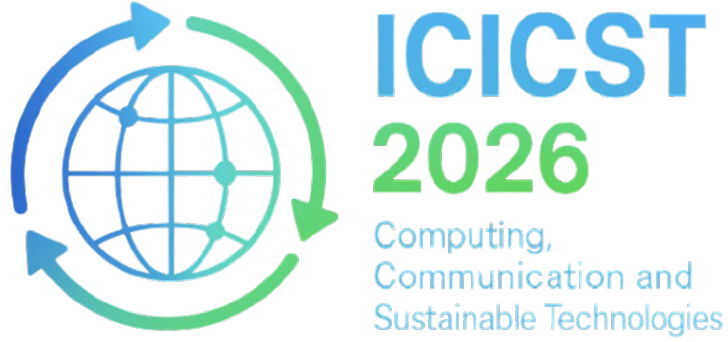 ICICST
2026
Computing,
Communication and
Sustainable Technologies